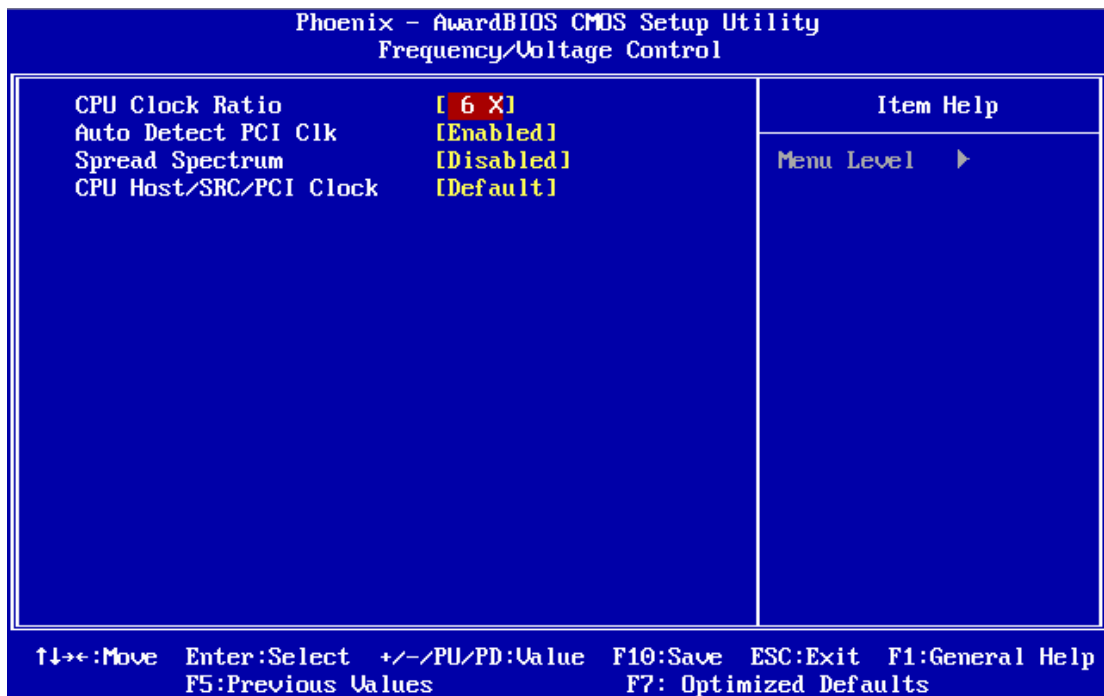 Phoenix - AwardBIOS CMOS Setup Utility
Frequency/Voltage Control
CPU Clock Ratio [ 6 X]
Auto Detect PCI Clk [Enabled]
Spread Spectrum [Disabled]
CPU Host/SRC/PCI Clock [Default]
Item Help
Menu Level ▶
↑↓→←:Move Enter:Select +/-/PU/PD:Value F10:Save ESC:Exit F1:General Help
F5:Previous Values F7: Optimized Defaults